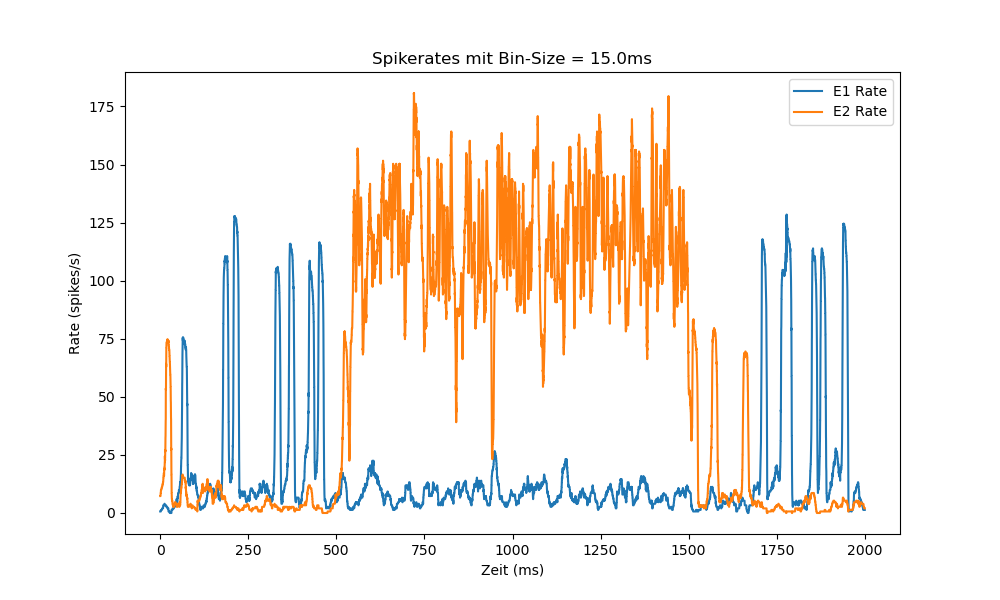 Spikerates mit Bin-Size = 15.0ms
E1 Rate
E2 Rate
Rate (spikes/s)
175
150
125
100
75
50
25
0
0 250 500 750 1000 1250 1500 1750 2000
Zeit (ms)